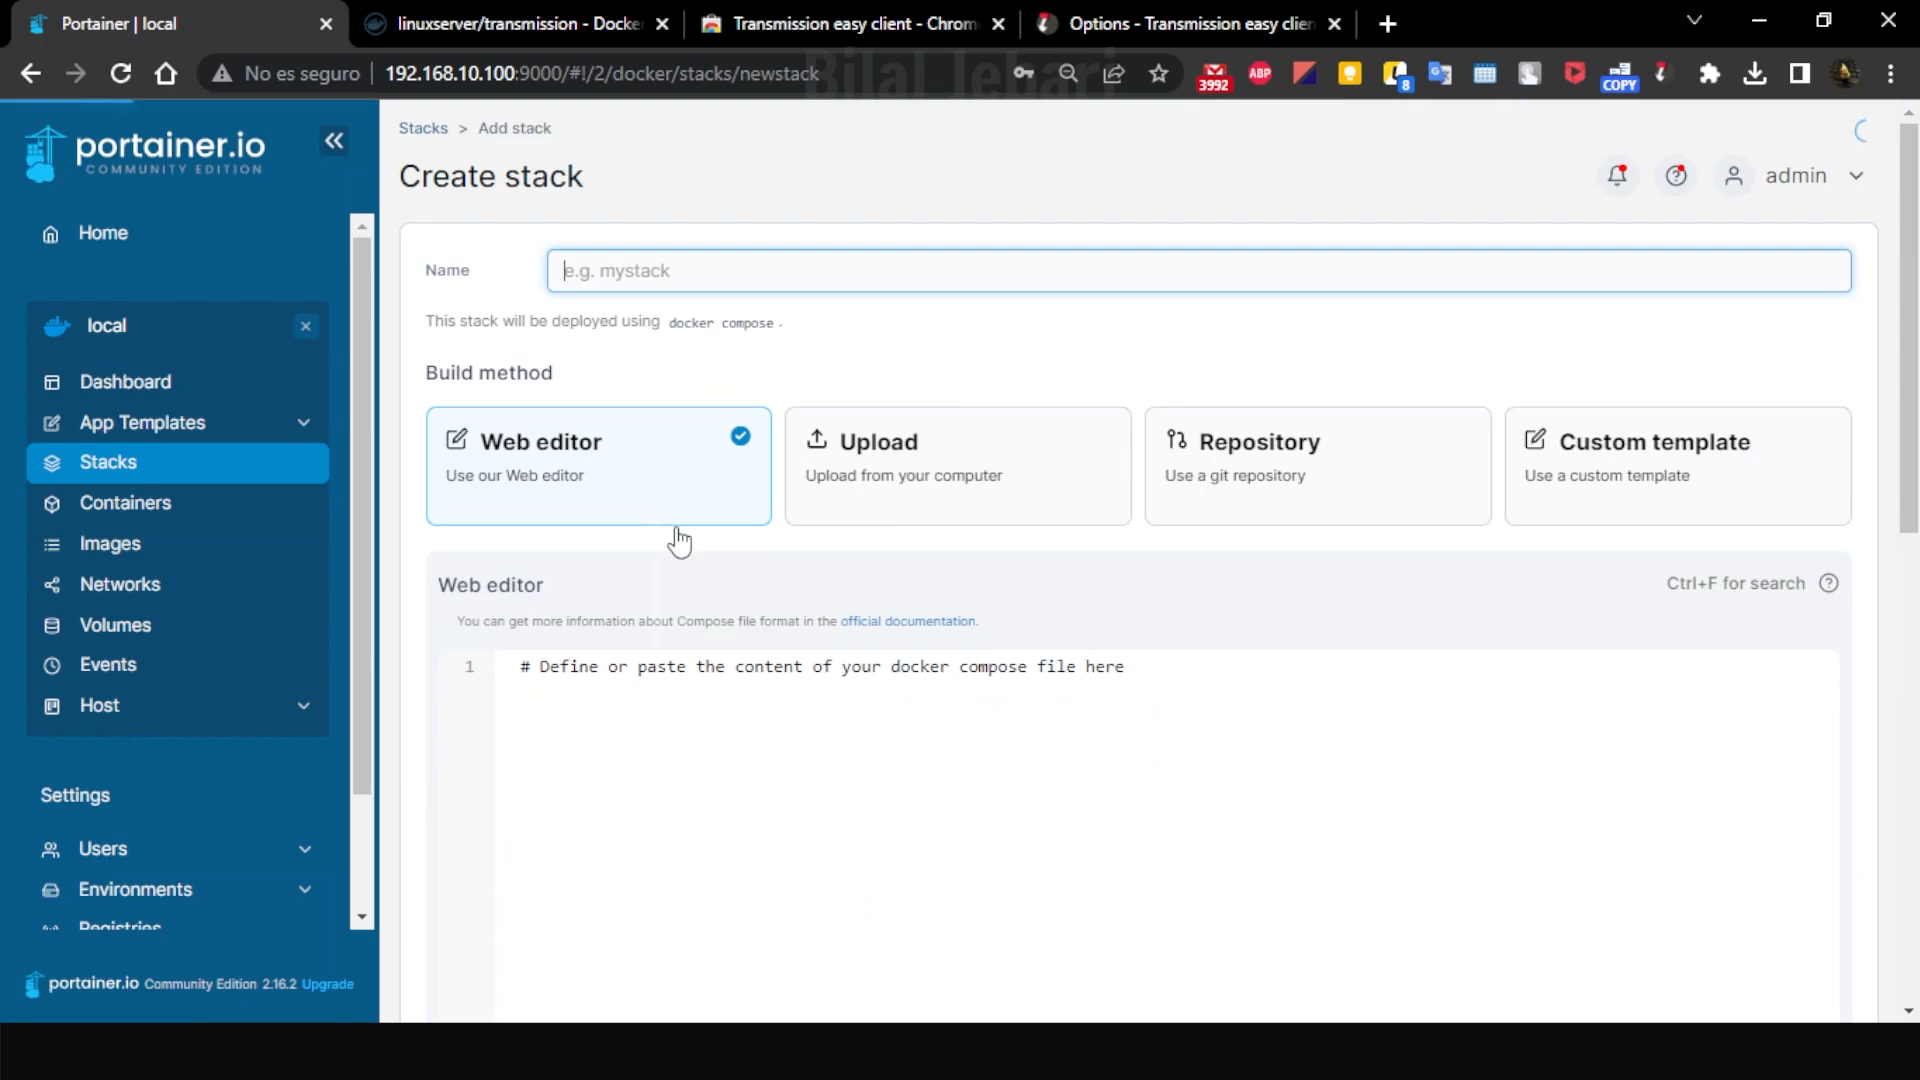 Portainer | local
linuxserver/transmission - Docke
Transmission easy client - Chrom
Options - Transmission easy clien
No es seguro
192.168.10.100:9000/#!/2/docker/stacks/newstack
3992
ABP
8
COPY
Bilal Jebari
portainer.io
COMMUNITY EDITION
Home
local
Dashboard
App Templates
Stacks
Containers
Images
Networks
Volumes
Events
Host
Settings
Users
Environments
Registries
portainer.io Community Edition 2.16.2 Upgrade
Stacks > Add stack
Create stack
admin
Name
e.g. mystack
This stack will be deployed using docker compose.
Build method
Web editor
Use our Web editor
Upload
Upload from your computer
Repository
Use a git repository
Custom template
Use a custom template
Web editor
Ctrl+F for search
You can get more information about Compose file format in the official documentation.
1 # Define or paste the content of your docker compose file here